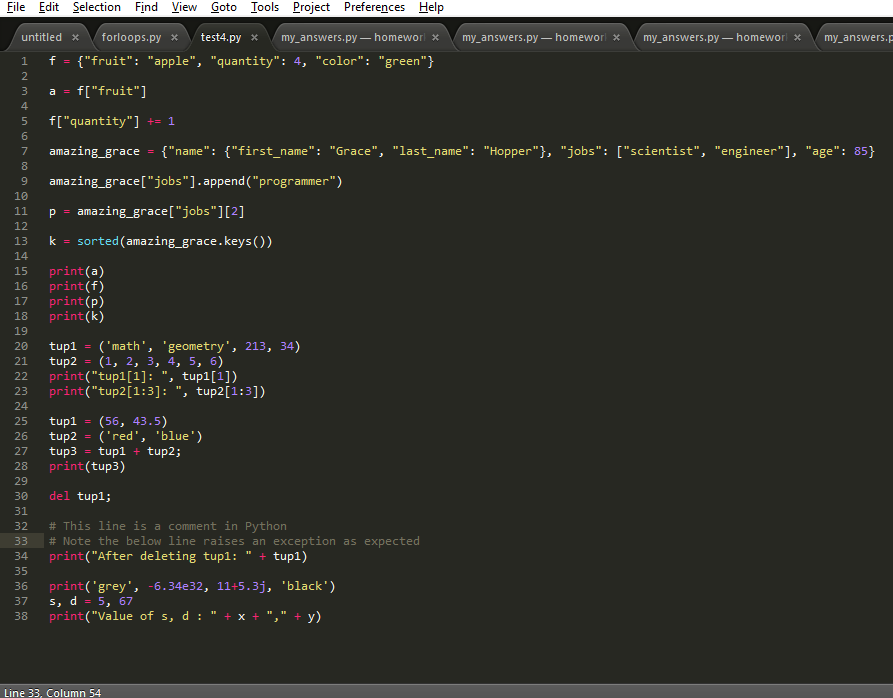 File Edit Selection Find View Goto Tools Project Preferences Help
untitled × forloops.py × test4.py × my_answers.py — homework × my_answers.py — homework × my_answers.py — homework × my_answers.p
1 f = {"fruit": "apple", "quantity": 4, "color": "green"}
2
3 a = f["fruit"]
4
5 f["quantity"] += 1
6
7 amazing_grace = {"name": {"first_name": "Grace", "last_name": "Hopper"}, "jobs": ["scientist", "engineer"], "age": 85}
8
9 amazing_grace["jobs"].append("programmer")
10
11 p = amazing_grace["jobs"][2]
12
13 k = sorted(amazing_grace.keys())
14
15 print(a)
16 print(f)
17 print(p)
18 print(k)
19
20 tup1 = ('math', 'geometry', 213, 34)
21 tup2 = (1, 2, 3, 4, 5, 6)
22 print("tup1[1]: ", tup1[1])
23 print("tup2[1:3]: ", tup2[1:3])
24
25 tup1 = (56, 43.5)
26 tup2 = ('red', 'blue')
27 tup3 = tup1 + tup2;
28 print(tup3)
29
30 del tup1;
31
32 # This line is a comment in Python
33 # Note the below line raises an exception as expected
34 print("After deleting tup1: " + tup1)
35
36 print('grey', -6.34e32, 11+5.3j, 'black')
37 s, d = 5, 67
38 print("Value of s, d : " + x + "," + y)
Line 33, Column 54